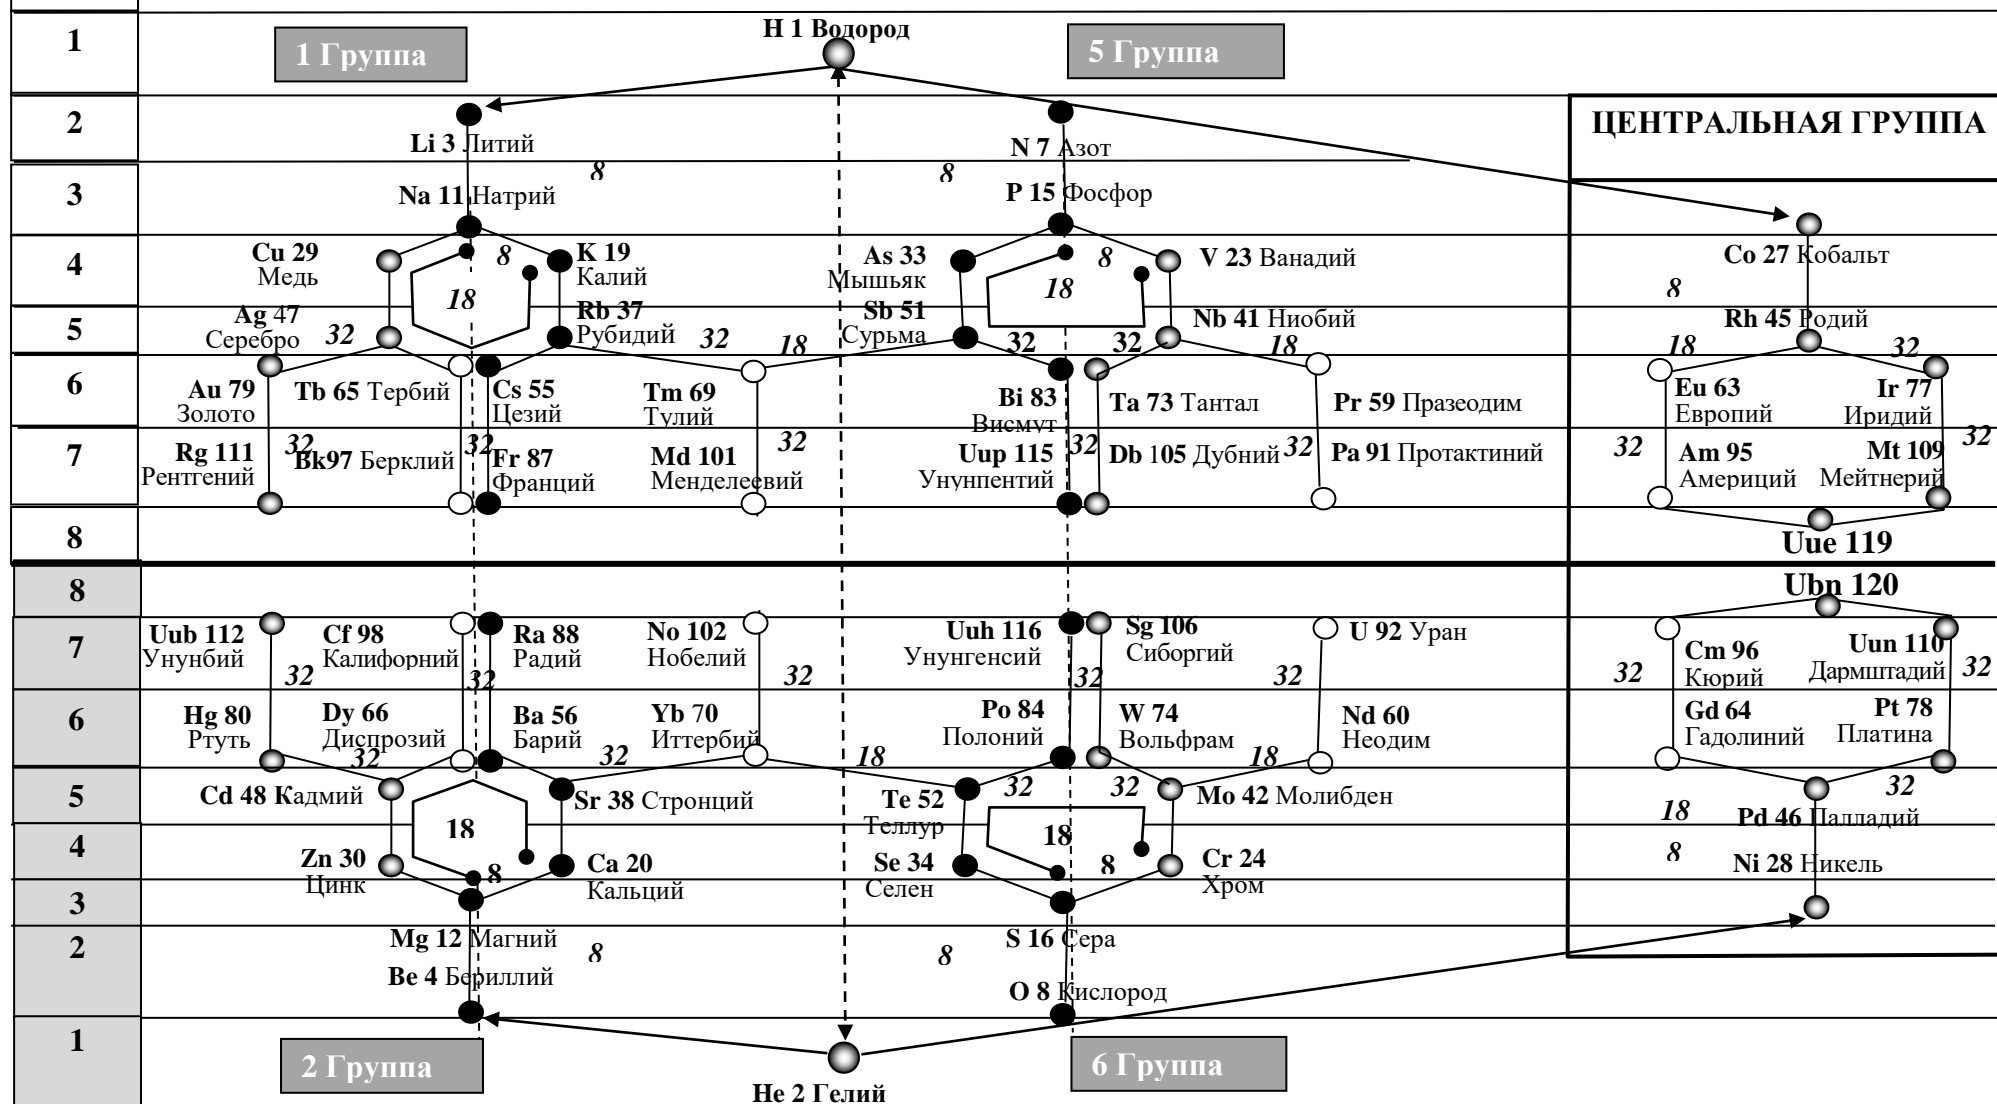 1
1 Группа
H 1 Водород
5 Группа
2
ЦЕНТРАЛЬНАЯ ГРУППА
Li 3 Литий
N 7 Азот
8
8
3
Na 11 Натрий
P 15 Фосфор
4
Cu 29
Медь
8
K 19
Калий
As 33
Мышьяк
8
V 23 Ванадий
Co 27 Кобальт
18
18
8
5
Ag 47
Серебро
32
Rb 37
Рубидий
32
18
Sb 51
Сурьма
32
32
Nb 41 Ниобий
18
Rh 45 Родий
18
32
6
Au 79
Золото
Tb 65 Тербий
Cs 55
Цезий
Tm 69
Тулий
Bi 83
Висмут
Ta 73 Тантал
Pr 59 Празеодим
Eu 63
Европий
Ir 77
Иридий
7
Rg 111
Рентгений
32
Bk97 Берклий
32
Fr 87
Франций
Md 101
Менделеевий
32
Uup 115
Унунпентий
32
Db 105 Дубний
32
Pa 91 Протактиний
32
Am 95
Америций
Mt 109
Мейтнерий
32
8
Uue 119
8
Ubn 120
7
Uub 112
Унунбий
32
Cf 98
Калифорний
32
Ra 88
Радий
No 102
Нобелий
32
Uuh 116
Унунгенсий
32
Sg 106
Сиборгий
32
U 92 Уран
32
Cm 96
Кюрий
Uun 110
Дармштадий
32
6
Hg 80
Ртуть
Dy 66
Диспрозий
32
Ba 56
Барий
32
Yb 70
Иттербий
18
Po 84
Полоний
W 74
Вольфрам
18
Nd 60
Неодим
Gd 64
Гадолиний
Pt 78
Платина
5
Cd 48 Кадмий
Sr 38 Стронций
Te 52
Теллур
32
32
Mo 42 Молибден
18
32
Pd 46 Палладий
18
18
4
Zn 30
Цинк
8
Ca 20
Кальций
Se 34
Селен
8
Cr 24
Хром
8
Ni 28 Никель
3
2
Mg 12 Магний
8
8
S 16 Сера
Be 4 Бериллий
O 8 Кислород
1
2 Группа
He 2 Гелий
6 Группа